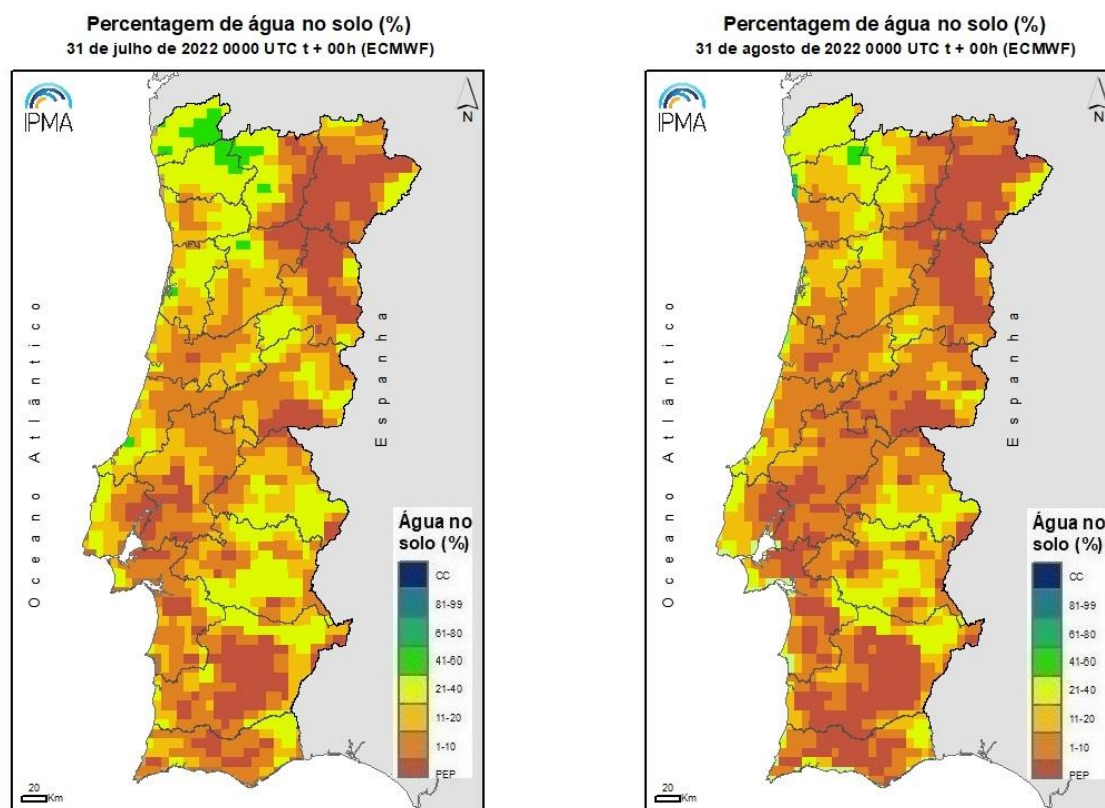 Percentagem de água no solo (%)
31 de julho de 2022 0000 UTC t + 00h (ECMWF)
IPMA
N
Oceano Atlântico
Espanha
Água no
solo (%)
CC
81-99
61-80
41-60
21-40
11-20
1-10
PEP
20
Km
Percentagem de água no solo (%)
31 de agosto de 2022 0000 UTC t + 00h (ECMWF)
IPMA
N
Oceano Atlântico
Espanha
Água no
solo (%)
CC
81-99
61-80
41-60
21-40
11-20
1-10
PEP
20
Km